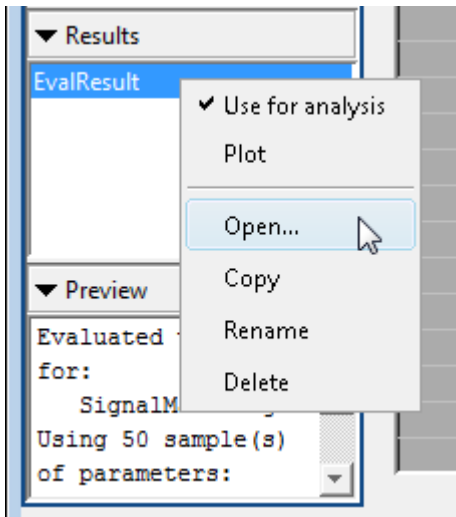 Results
EvalResult
Use for analysis
Plot
Open...
Copy
Rename
Delete
Preview
Evaluated
for:
SignalM
Using 50 sample(s)
of parameters: